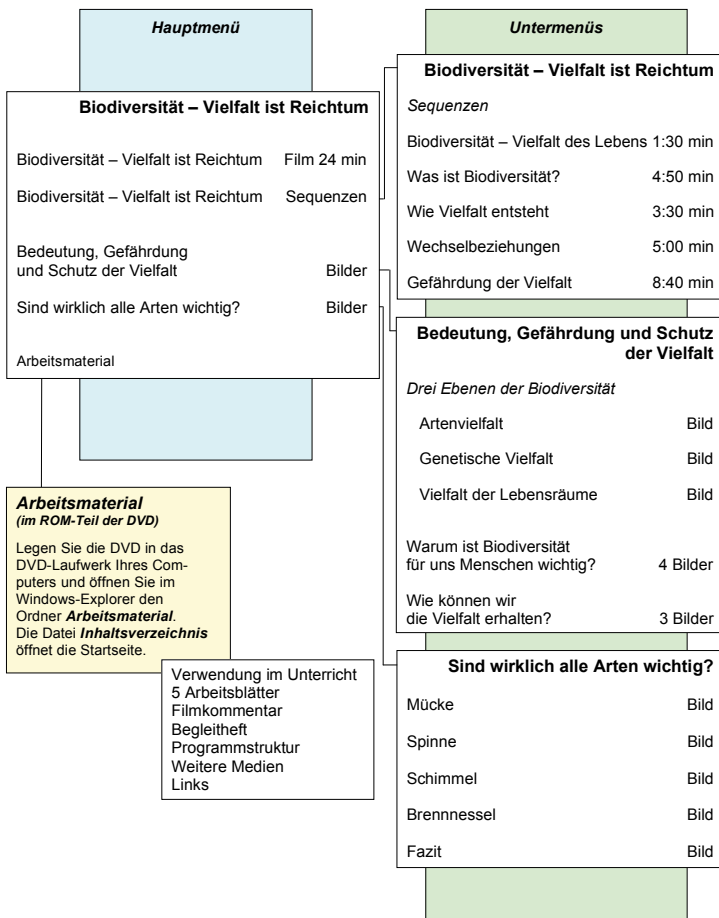 Hauptmenü
Biodiversität – Vielfalt ist Reichtum
Biodiversität – Vielfalt ist Reichtum Film 24 min
Biodiversität – Vielfalt ist Reichtum Sequenzen
Bedeutung, Gefährdung
und Schutz der Vielfalt Bilder
Sind wirklich alle Arten wichtig? Bilder
Arbeitsmaterial
Arbeitsmaterial
(im ROM-Teil der DVD)
Legen Sie die DVD in das
DVD-Laufwerk Ihres Com-
puters und öffnen Sie im
Windows-Explorer den
Ordner Arbeitsmaterial.
Die Datei Inhaltsverzeichnis
öffnet die Startseite.
Verwendung im Unterricht
5 Arbeitsblätter
Filmkommentar
Begleitheft
Programmstruktur
Weitere Medien
Links
Untermenüs
Biodiversität – Vielfalt ist Reichtum
Sequenzen
Biodiversität – Vielfalt des Lebens 1:30 min
Was ist Biodiversität? 4:50 min
Wie Vielfalt entsteht 3:30 min
Wechselbeziehungen 5:00 min
Gefährdung der Vielfalt 8:40 min
Bedeutung, Gefährdung und Schutz
der Vielfalt
Drei Ebenen der Biodiversität
Artenvielfalt Bild
Genetische Vielfalt Bild
Vielfalt der Lebensräume Bild
Warum ist Biodiversität
für uns Menschen wichtig? 4 Bilder
Wie können wir
die Vielfalt erhalten? 3 Bilder
Sind wirklich alle Arten wichtig?
Mücke Bild
Spinne Bild
Schimmel Bild
Brennnessel Bild
Fazit Bild